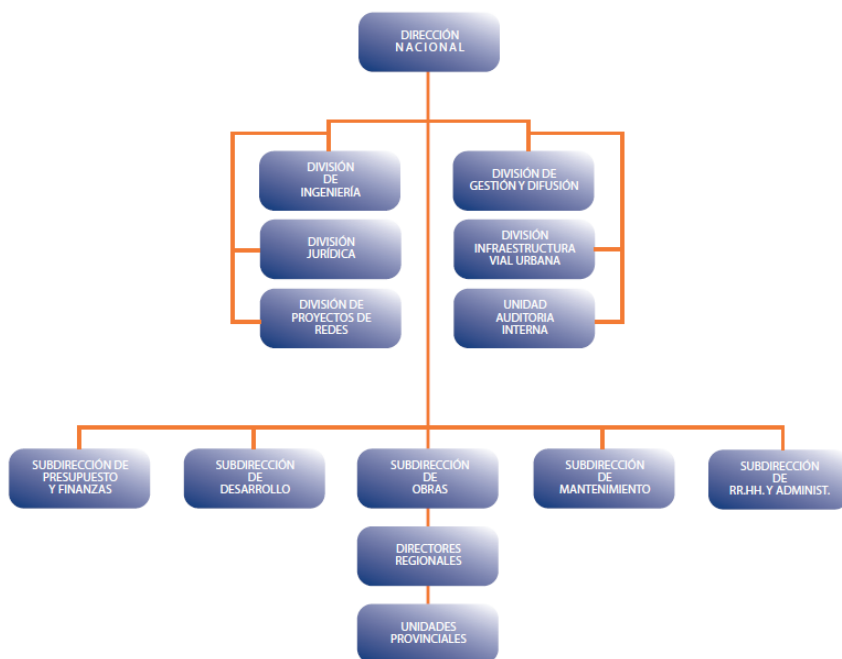 DIRECCIÓN
NACIONAL
DIVISIÓN
DE
INGENIERÍA
DIVISIÓN DE
GESTIÓN Y DIFUSIÓN
DIVISIÓN
JURÍDICA
DIVISIÓN
INFRAESTRUCTURA
VIAL URBANA
DIVISIÓN DE
PROYECTOS DE
REDES
UNIDAD
AUDITORIA
INTERNA
SUBDIRECCIÓN DE
PRESUPUESTO
Y FINANZAS
SUBDIRECCIÓN
DE
DESARROLLO
SUBDIRECCIÓN
DE
OBRAS
SUBDIRECCIÓN
DE
MANTENIMIENTO
SUBDIRECCIÓN
DE
RR.HH. Y ADMINIST.
DIRECTORES
REGIONALES
UNIDADES
PROVINCIALES